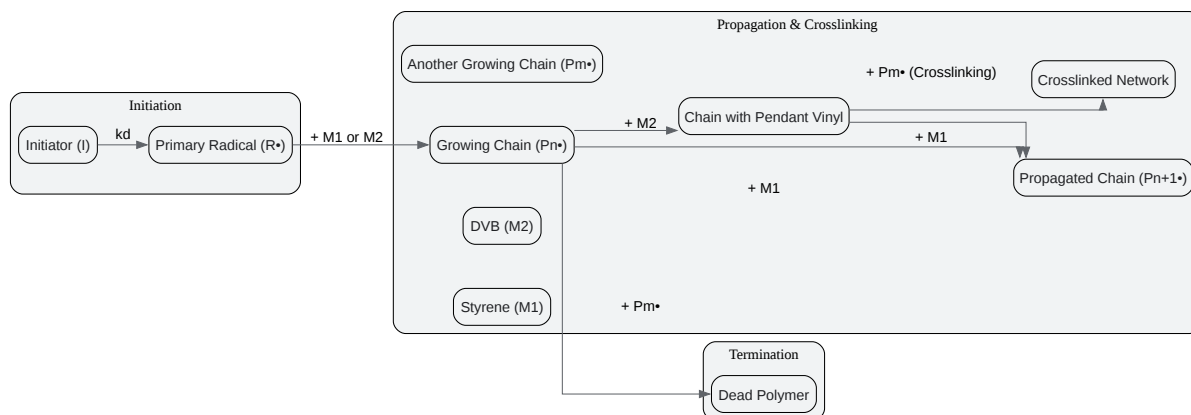 Propagation & Crosslinking
Another Growing Chain (Pm•)
+ Pm• (Crosslinking)
Crosslinked Network
Initiation
Initiator (I)
kd
Primary Radical (R•)
+ M1 or M2
Growing Chain (Pn•)
+ M2
Chain with Pendant Vinyl
+ M1
Propagated Chain (Pn+1•)
+ M1
DVB (M2)
Styrene (M1)
+ Pm•
Termination
Dead Polymer